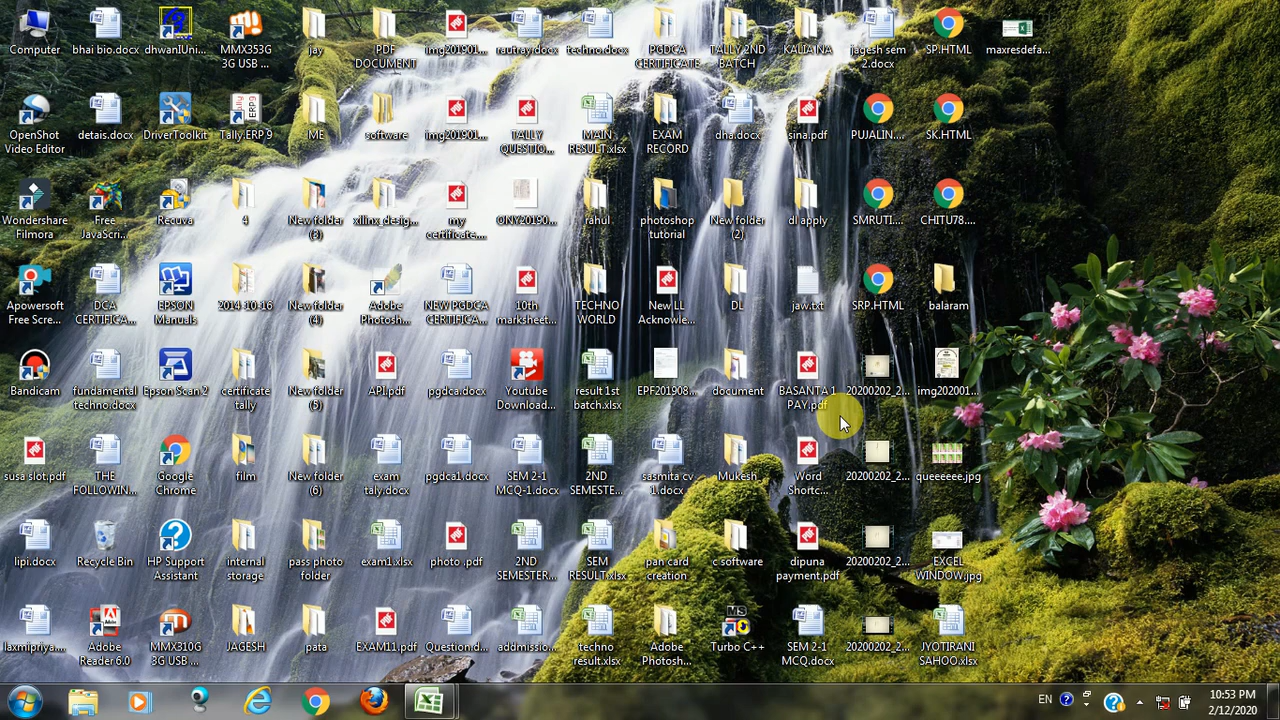 Computer
bhai bio.docx
dhwanIUni...
MMX353G
3G USB ...
jay
PDF
DOCUMENT
img201901...
rautray.docx
techno.docx
PGDCA
CERTIFICATE
TALLY 2ND
BATCH
KALIA NA
jagesh sem
2.docx
SP.HTML
maxresdefa...
OpenShot
Video Editor
detais.docx
DriverToolkit
Tally.ERP 9
ME
software
img201901...
TALLY
QUESTIO...
MAIN
RESULT.xlsx
EXAM
RECORD
dha.docx
sina.pdf
PUJALIN....
SK.HTML
Wondershare
Filmora
Free
JavaScri...
Recuva
4
New folder
(3)
xilinx_desig...
my
certificate....
ONY20190...
rahul
photoshop
tutorial
New folder
(2)
dl apply
SMRUTI....
CHITU78....
Apowersoft
Free Scre...
DCA
CERTIFICA...
EPSON
Manuals
2014-10-16
New folder
(4)
Adobe
Photosh...
NEW PGDCA
CERTIFICA...
10th
marksheet...
TECHNO
WORLD
New LL
Acknowle...
DL
jaw.txt
SRP.HTML
balaram
Bandicam
fundamental
techno.docx
Epson Scan 2
certificate
tally
New folder
(5)
API.pdf
pgdca.docx
Youtube
Download...
result 1st
batch.xlsx
EPF201908...
document
BASANTA 1
PAY.pdf
20200202_2...
img202001...
susa slot.pdf
THE
FOLLOWIN...
Google
Chrome
film
New folder
(6)
exam
taly.docx
pgdca1.docx
SEM 2-1
MCQ-1.docx
2ND
SEMESTE...
sasmita cv
1.docx
Mukesh
Word
Shortc...
20200202_2...
queeeeee.jpg
lipi.docx
Recycle Bin
HP Support
Assistant
internal
storage
pass photo
folder
exam1.xlsx
photo .pdf
2ND
SEMESTER...
SEM
RESULT.xlsx
pan card
creation
c software
dipuna
payment.pdf
20200202_2...
EXCEL
WINDOW.jpg
laxmipriya....
Adobe
Reader 6.0
MMX310G
3G USB ...
JAGESH
pata
EXAM11.pdf
Question.d...
addmissio...
techno
result.xlsx
Adobe
Photosh...
MS
Turbo C++
SEM 2-1
MCQ.docx
20200202_2...
JYOTIRANI
SAHOO.xlsx
EN
10:53 PM
2/12/2020